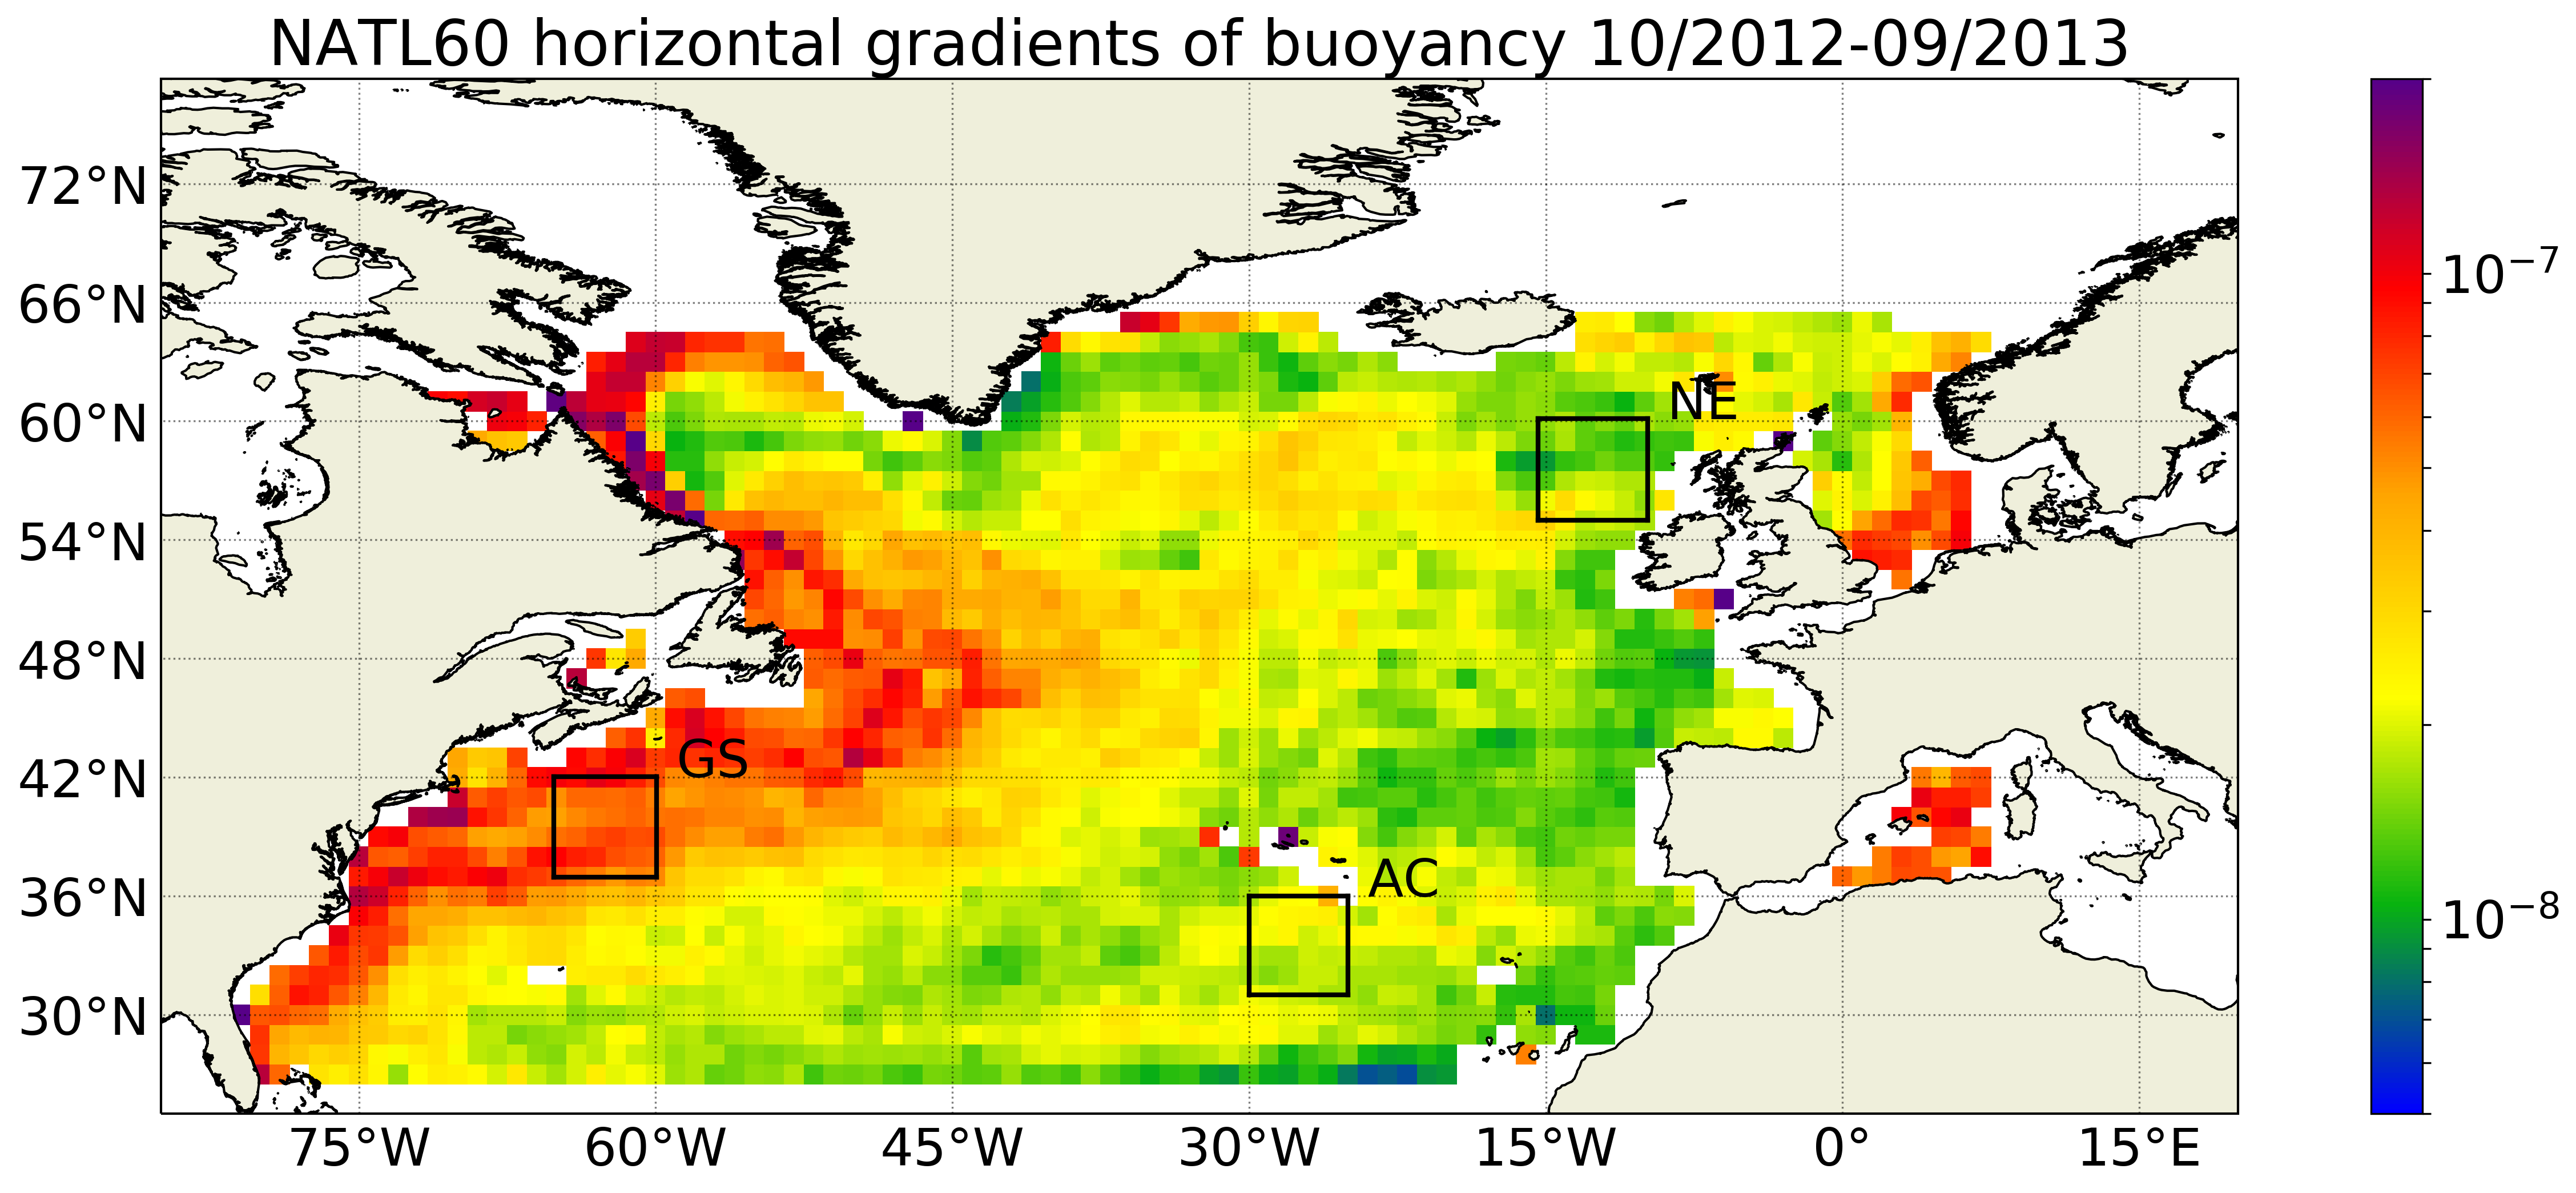 NATL60 horizontal gradients of buoyancy 10/2012-09/2013
72°N
66°N
60°N
54°N
48°N
42°N
36°N
30°N
NE
GS
AC
75°W
60°W
45°W
30°W
15°W
0°
15°E
10⁻⁷
10⁻⁸